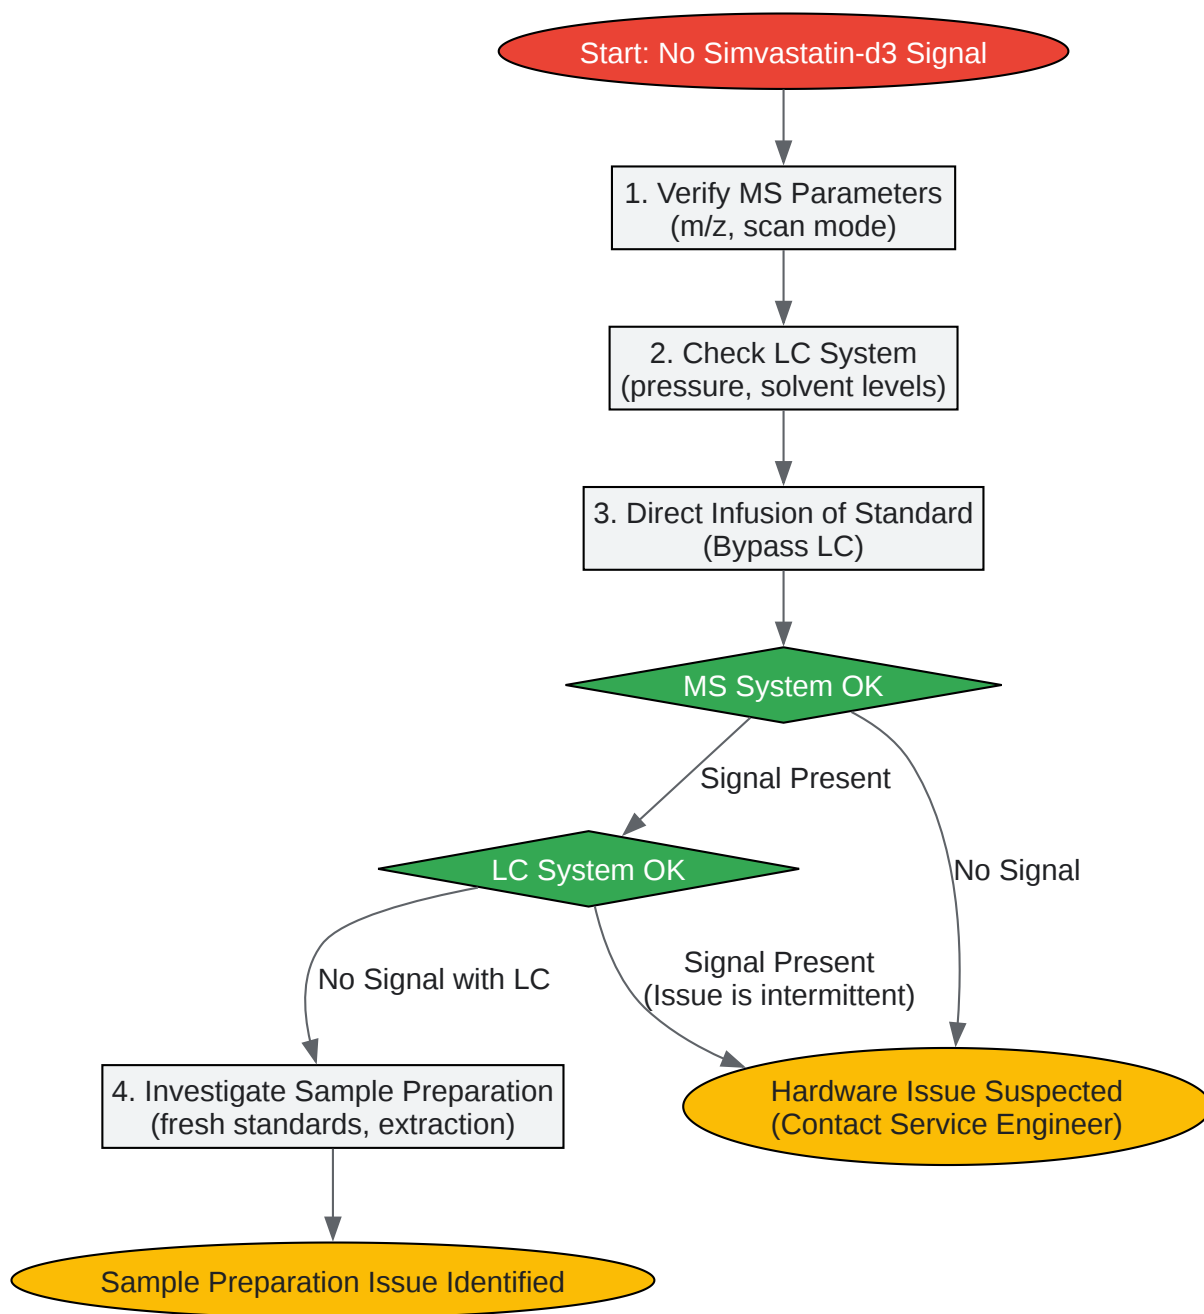 Start: No Simvastatin-d3 Signal
1. Verify MS Parameters
(m/z, scan mode)
2. Check LC System
(pressure, solvent levels)
3. Direct Infusion of Standard
(Bypass LC)
MS System OK
Signal Present
LC System OK
No Signal
No Signal with LC
Signal Present
(Issue is intermittent)
4. Investigate Sample Preparation
(fresh standards, extraction)
Hardware Issue Suspected
(Contact Service Engineer)
Sample Preparation Issue Identified